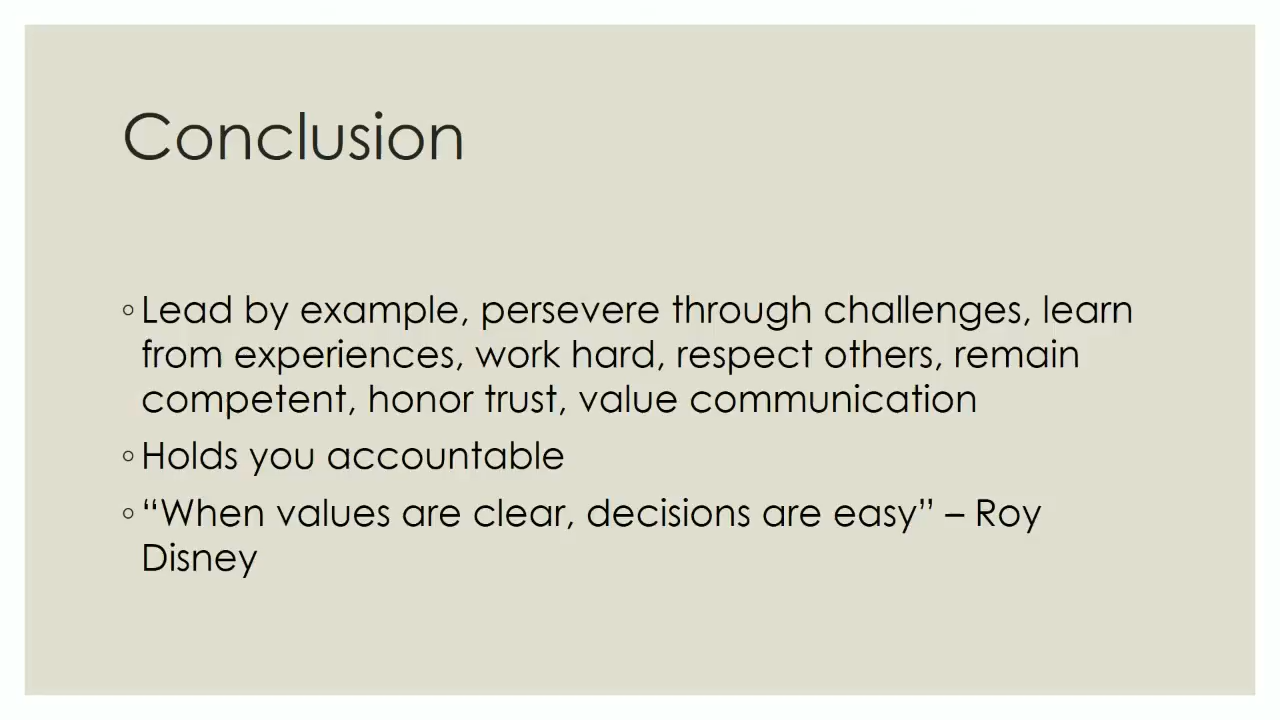 Conclusion
◦ Lead by example, persevere through challenges, learn
from experiences, work hard, respect others, remain
competent, honor trust, value communication
◦ Holds you accountable
◦ “When values are clear, decisions are easy” – Roy
Disney